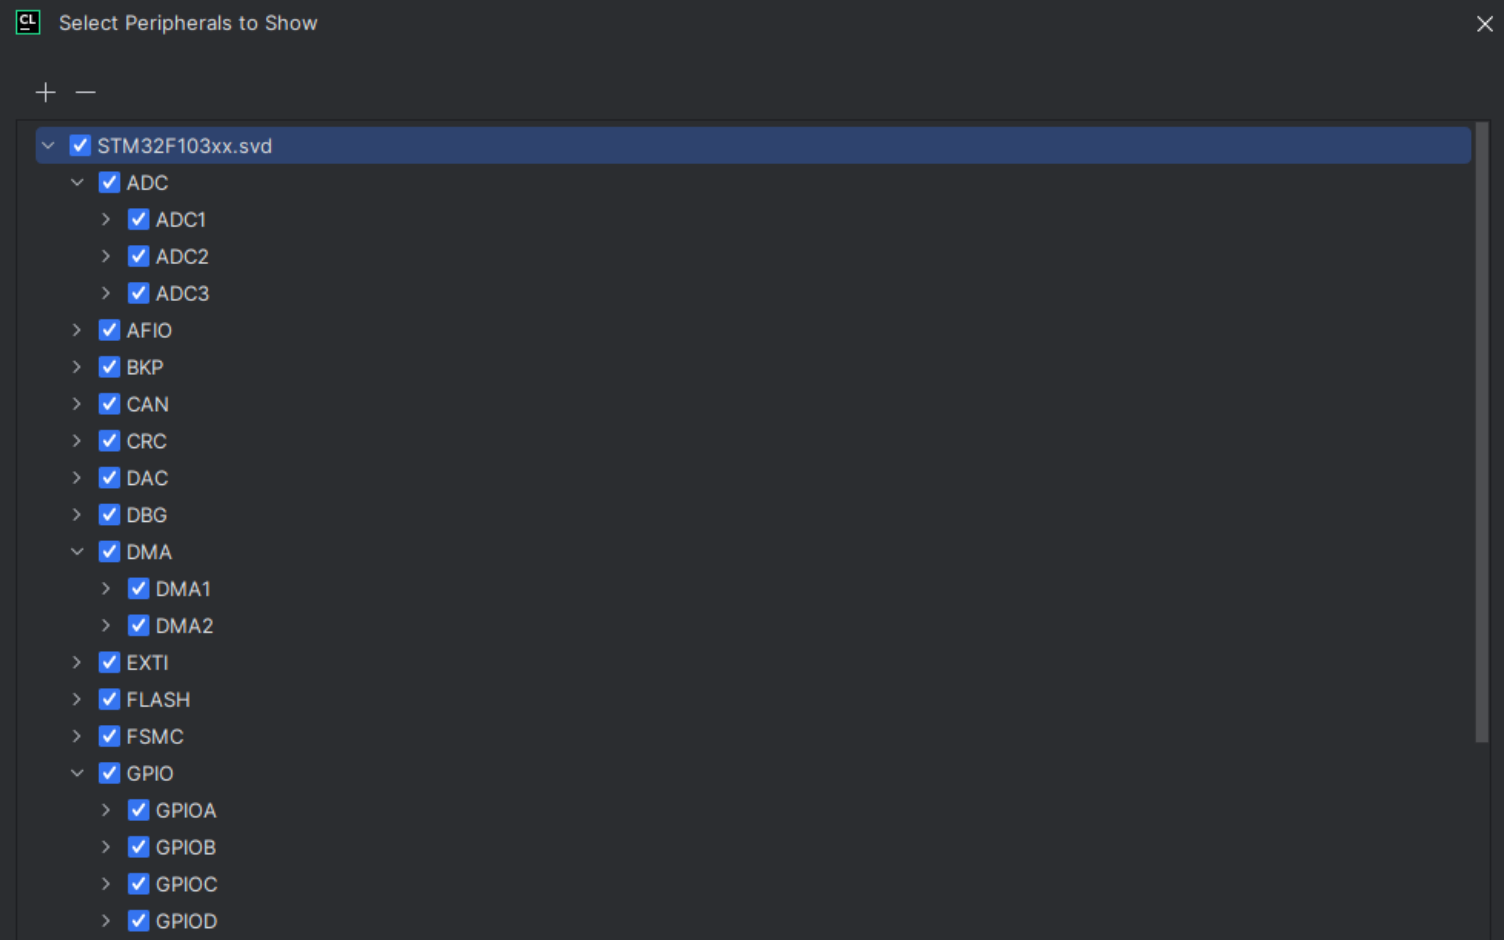 CL Select Peripherals to Show
STM32F103xx.svd
ADC
ADC1
ADC2
ADC3
AFIO
BKP
CAN
CRC
DAC
DBG
DMA
DMA1
DMA2
EXTI
FLASH
FSMC
GPIO
GPIOA
GPIOB
GPIOC
GPIOD